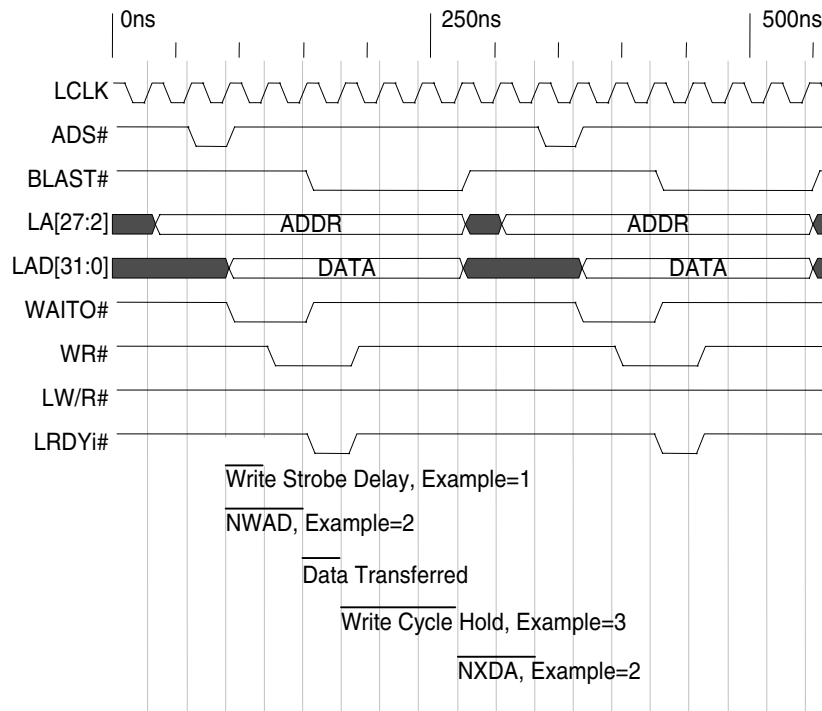 0ns 250ns 500ns
LCLK
ADS#
BLAST#
LA[27:2] ADDR ADDR
LAD[31:0] DATA DATA
WAITO#
WR#
LW/R#
LRDYi#
Write Strobe Delay, Example=1
NWAD, Example=2
Data Transferred
Write Cycle Hold, Example=3
NXDA, Example=2